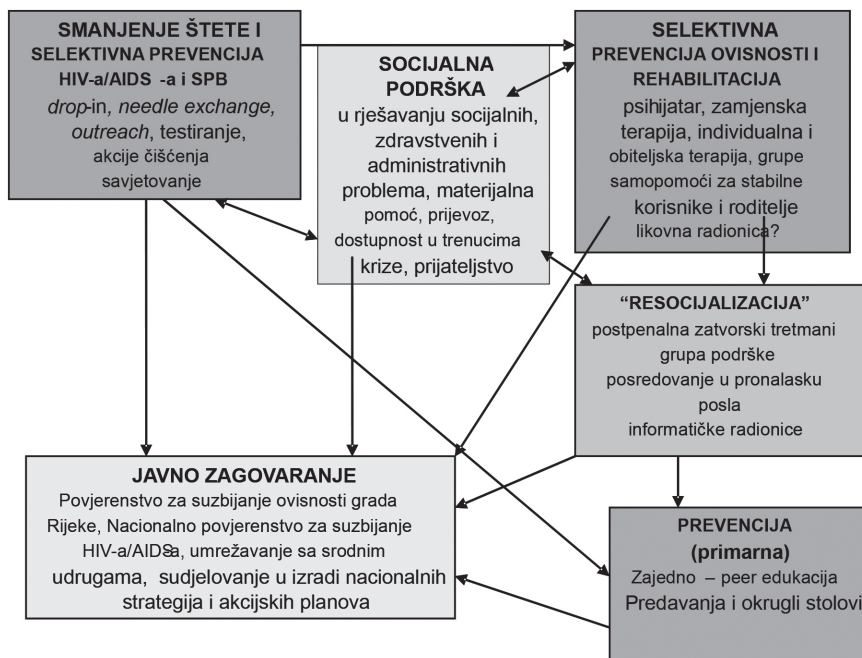 SMANJENJE ŠTETE I
SELEKTIVNA PREVENCIJA
HIV-a/AIDS -a i SPB
drop-in, needle exchange,
outreach, testiranje,
akcije čišćenja
savjetovanje
SOCIJALNA
PODRŠKA
u rješavanju socijalnih,
zdravstvenih i
administrativnih
problema, materijalna
pomoć, prijevoz,
dostupnost u trenucima
krize, prijateljstvo
SELEKTIVNA
PREVENCIJA OVISNOSTI I
REHABILITACIJA
psihijatar, zamjenska
terapija, individualna i
obiteljska terapija, grupe
samopomoći za stabilne
korisnike i roditelje
likovna radionica?
“RESOCIJALIZACIJA”
postpenalna zatvorski tretmani
grupa podrške
posredovanje u pronalasku
posla
informatičke radionice
JAVNO ZAGOVARANJE
Povjerenstvo za suzbijanje ovisnosti grada
Rijeke, Nacionalno povjerenstvo za suzbijanje
HIV-a/AIDS-a, umrežavanje sa srodnim
udrugama, sudjelovanje u izradi nacionalnih
strategija i akcijskih planova
PREVENCIJA
(primarna)
Zajedno – peer edukacija
Predavanja i okrugli stolovi